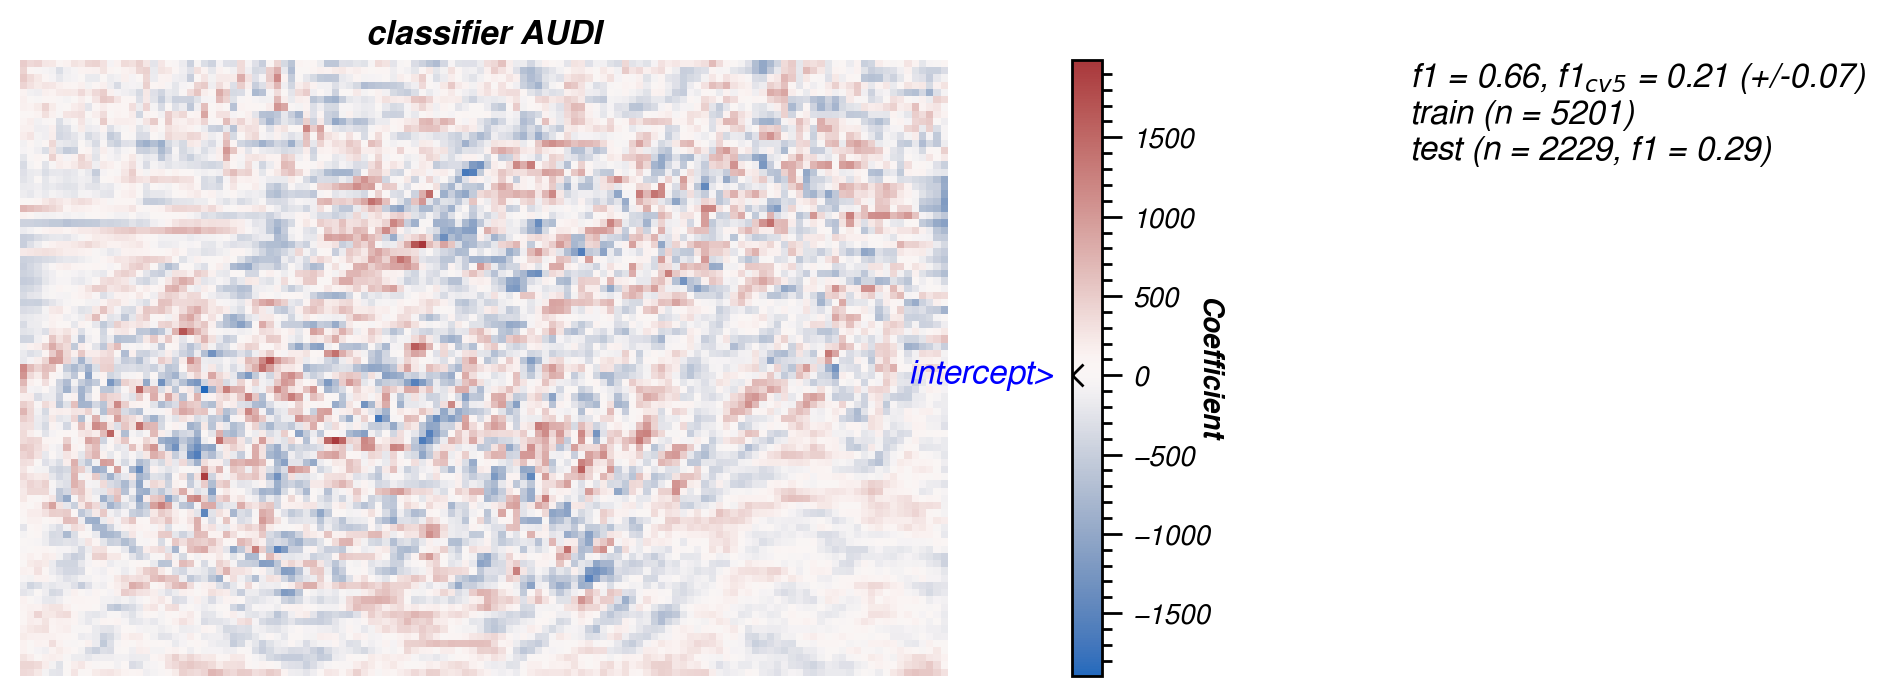 classifier AUDI
f1 = 0.66, f1cv5 = 0.21 (+/-0.07)
train (n = 5201)
test (n = 2229, f1 = 0.29)
1500
1000
500
intercept>
0
−500
−1000
−1500
Coefficient